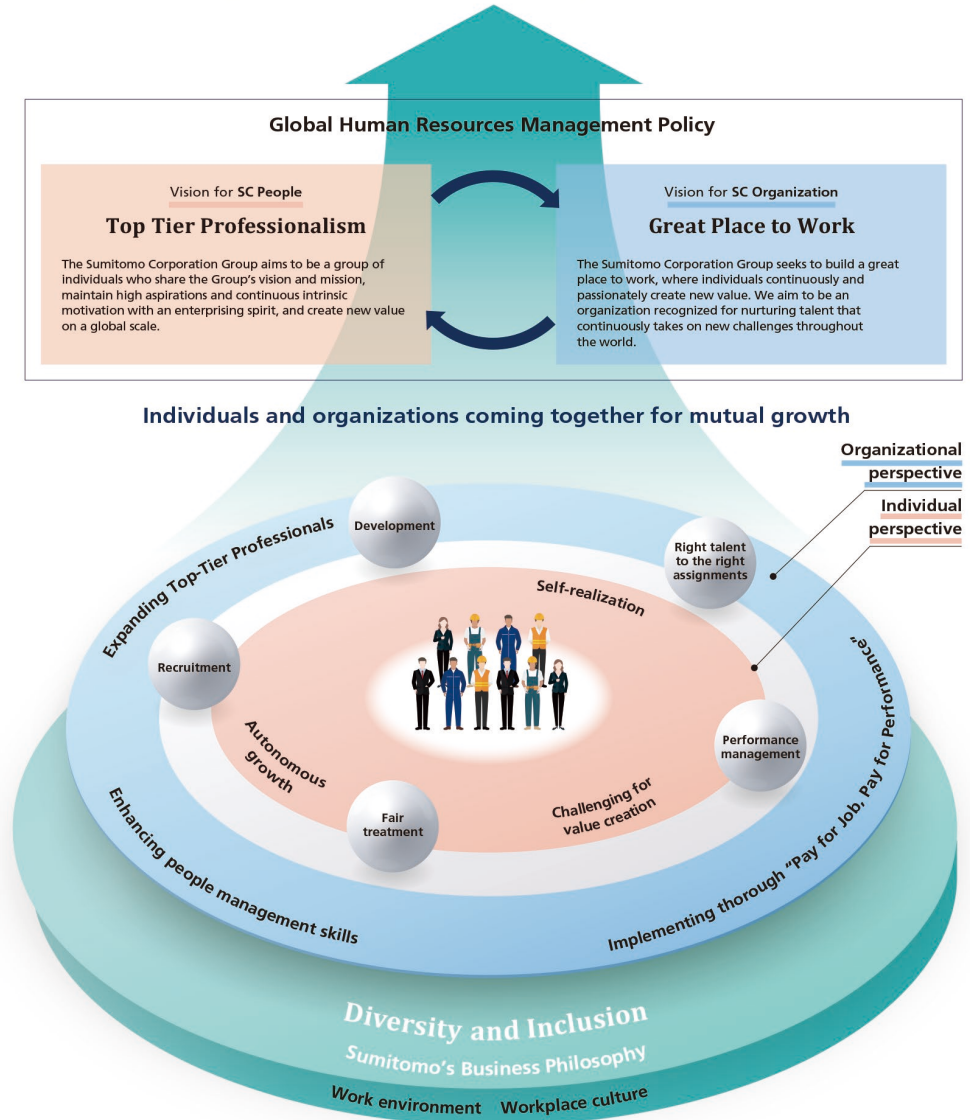 Global Human Resources Management Policy
Vision for SC People
Top Tier Professionalism
The Sumitomo Corporation Group aims to be a group of
individuals who share the Group's vision and mission,
maintain high aspirations and continuous intrinsic
motivation with an enterprising spirit, and create new value
on a global scale.
Vision for SC Organization
Great Place to Work
The Sumitomo Corporation Group seeks to build a great
place to work, where individuals continuously and
passionately create new value. We aim to be an
organization recognized for nurturing talent that
continuously takes on new challenges throughout
the world.
Individuals and organizations coming together for mutual growth
Organizational
perspective
Individual
perspective
Expanding Top-Tier Professionals
Development
Right talent
to the right
assignments
Self-realization
Recruitment
Autonomous
growth
Performance
management
Fair
treatment
Challenging for
value creation
Enhancing people management skills
Implementing thorough “Pay for Job, Pay for Performance”
Diversity and Inclusion
Sumitomo's Business Philosophy
Work environment Workplace culture